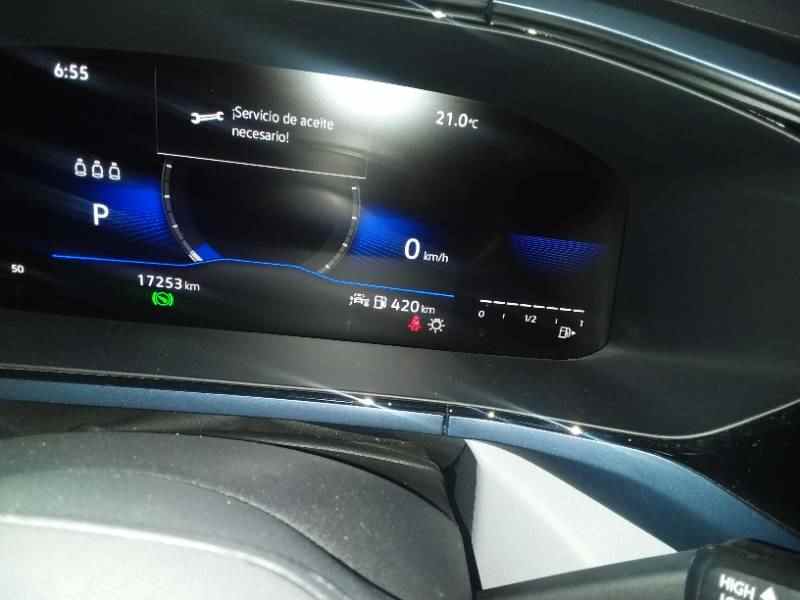 6:55
¡Servicio de aceite
necesario!
21.0°C
P
0 km/h
50
17253 km
420 km
0 1/2 1
HIGH